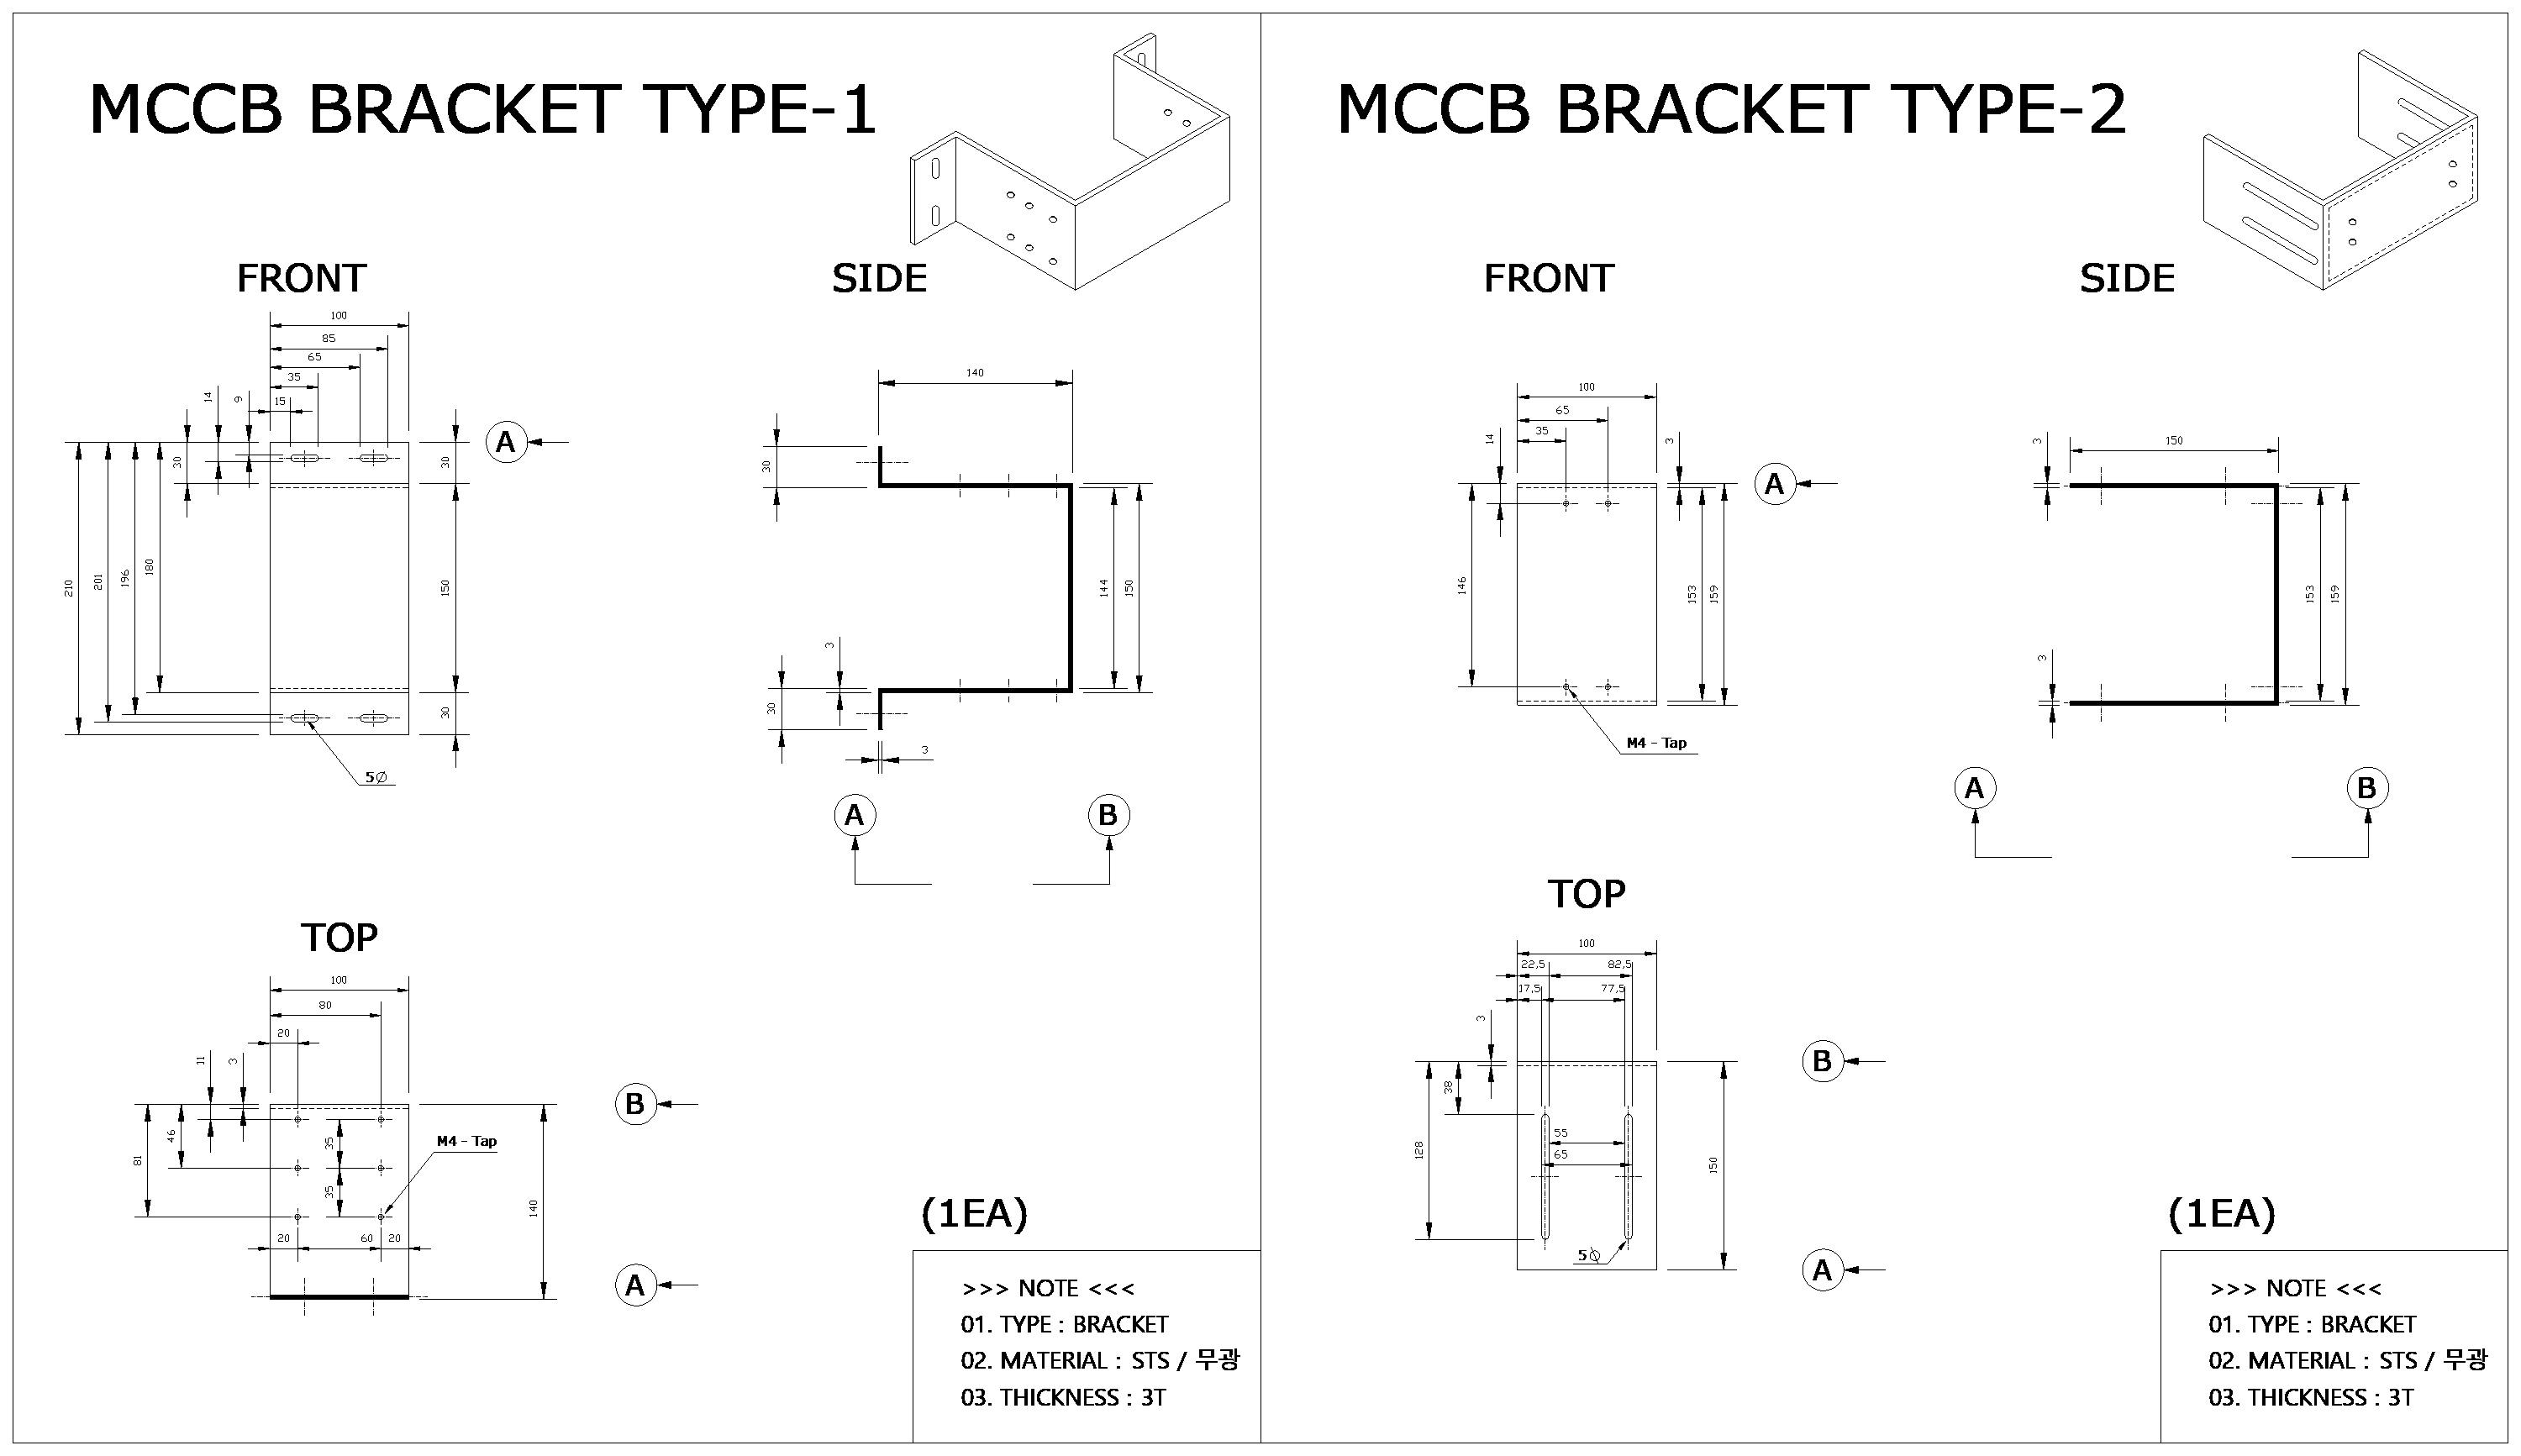 MCCB BRACKET TYPE-1
FRONT
SIDE
100
85
65
35
15
14
9
30
30
210
201
196
180
150
30
5∅
A
140
30
144
150
3
30
3
A
B
TOP
100
80
20
11
3
46
81
35
35
M4 - Tap
140
20
60
20
B
A
(1EA)
>>> NOTE <<<
01. TYPE : BRACKET
02. MATERIAL : STS / 무광
03. THICKNESS : 3T
MCCB BRACKET TYPE-2
FRONT
SIDE
100
65
35
14
3
146
153
159
M4 - Tap
A
3
150
153
159
3
A
B
TOP
100
22,5
82,5
17,5
77,5
3
38
128
55
65
150
5∅
B
A
(1EA)
>>> NOTE <<<
01. TYPE : BRACKET
02. MATERIAL : STS / 무광
03. THICKNESS : 3T